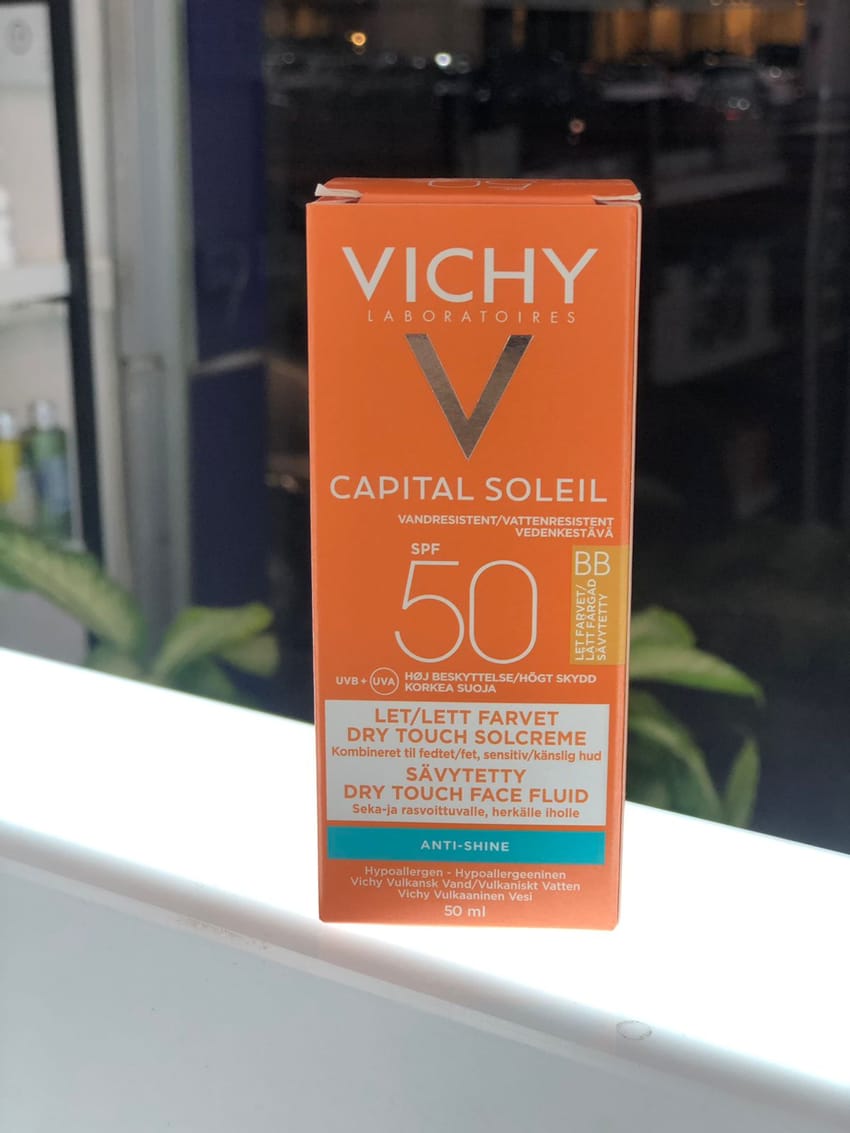 VICHY
LABORATOIRES
V
CAPITAL SOLEIL
VANDRESISTENT/VATTENRESISTENT
VEDENKESTÄVÄ
SPF
50
BB
LET FARVET/
LÄTT FÄRGAD
SÄVYTETTY
UVB + UVA
HØJ BESKYTTELSE/HÖGT SKYDD
KORKEA SUOJA
LET/LETT FARVET
DRY TOUCH SOLCREME
Kombineret til fedtet/fet, sensitiv/känslig hud
SÄVYTETTY
DRY TOUCH FACE FLUID
Seka-ja rasvoittuvalle, herkälle iholle
ANTI-SHINE
Hypoallergen - Hypoallergeeninen
Vichy Vulkansk Vand/Vulkaniskt Vatten
Vichy Vulkaaninen Vesi
50 ml